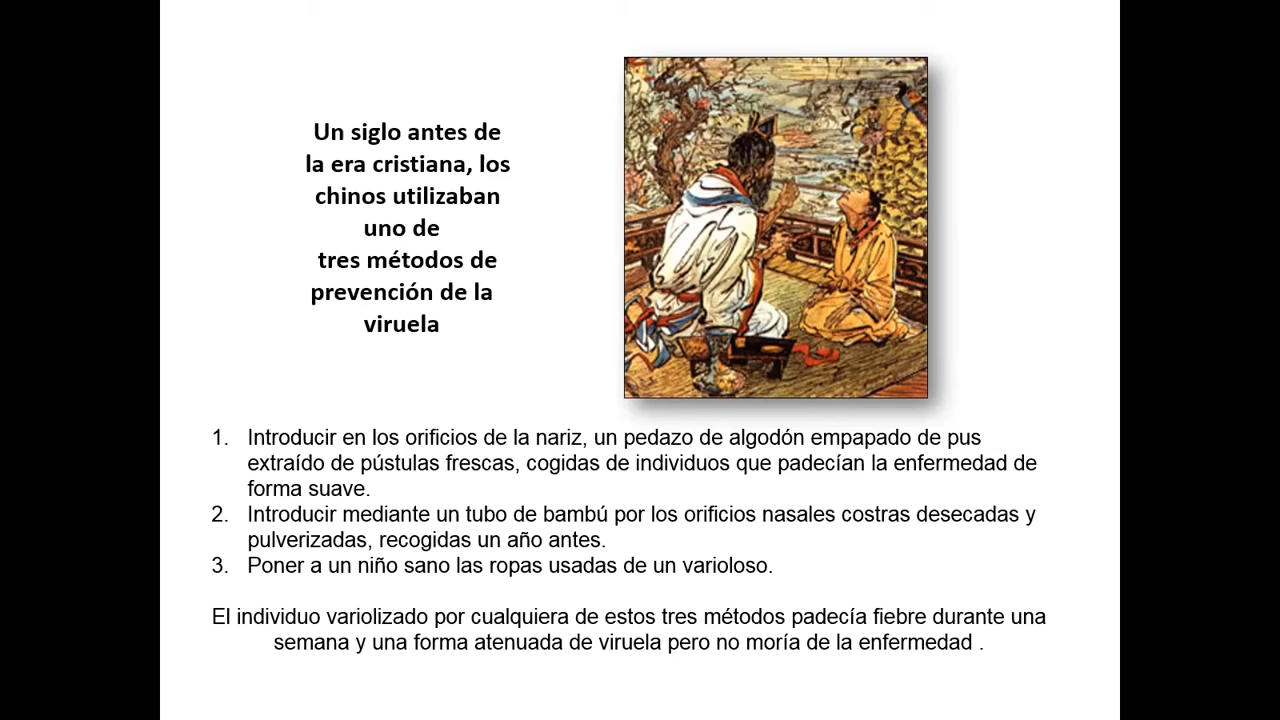 Un siglo antes de
la era cristiana, los
chinos utilizaban
uno de
tres métodos de
prevención de la
viruela
1. Introducir en los orificios de la nariz, un pedazo de algodón empapado de pus
extraído de pústulas frescas, cogidas de individuos que padecían la enfermedad de
forma suave.
2. Introducir mediante un tubo de bambú por los orificios nasales costras desecadas y
pulverizadas, recogidas un año antes.
3. Poner a un niño sano las ropas usadas de un varioloso.
El individuo variolizado por cualquiera de estos tres métodos padecía fiebre durante una
semana y una forma atenuada de viruela pero no moría de la enfermedad .